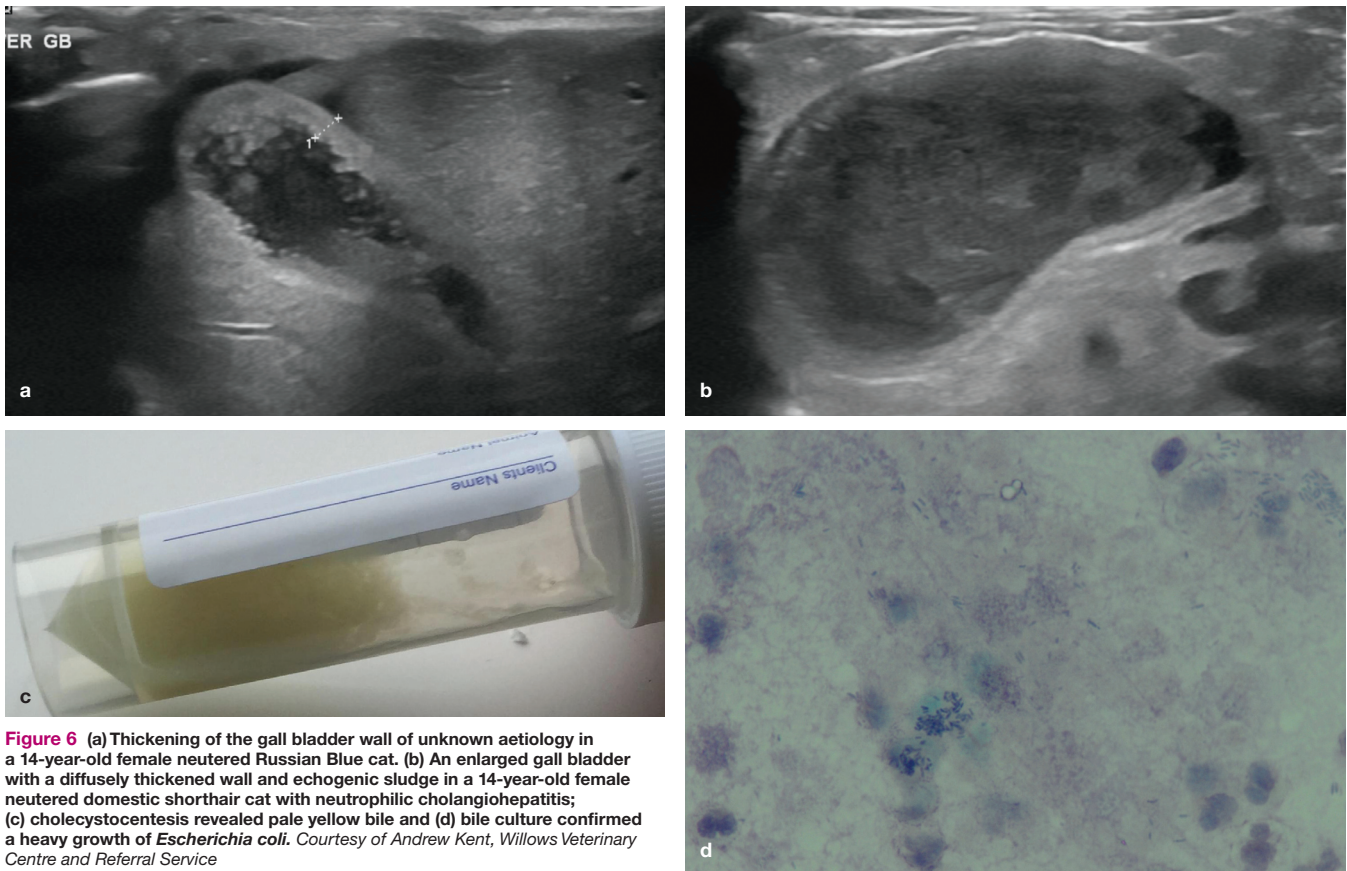 ER GB
1
a
b
Animal Name
Clients Name
c
d
Figure 6 (a) Thickening of the gall bladder wall of unknown aetiology in
a 14-year-old female neutered Russian Blue cat. (b) An enlarged gall bladder
with a diffusely thickened wall and echogenic sludge in a 14-year-old female
neutered domestic shorthair cat with neutrophilic cholangiohepatitis;
(c) cholecystocentesis revealed pale yellow bile and (d) bile culture confirmed
a heavy growth of Escherichia coli. Courtesy of Andrew Kent, Willows Veterinary
Centre and Referral Service